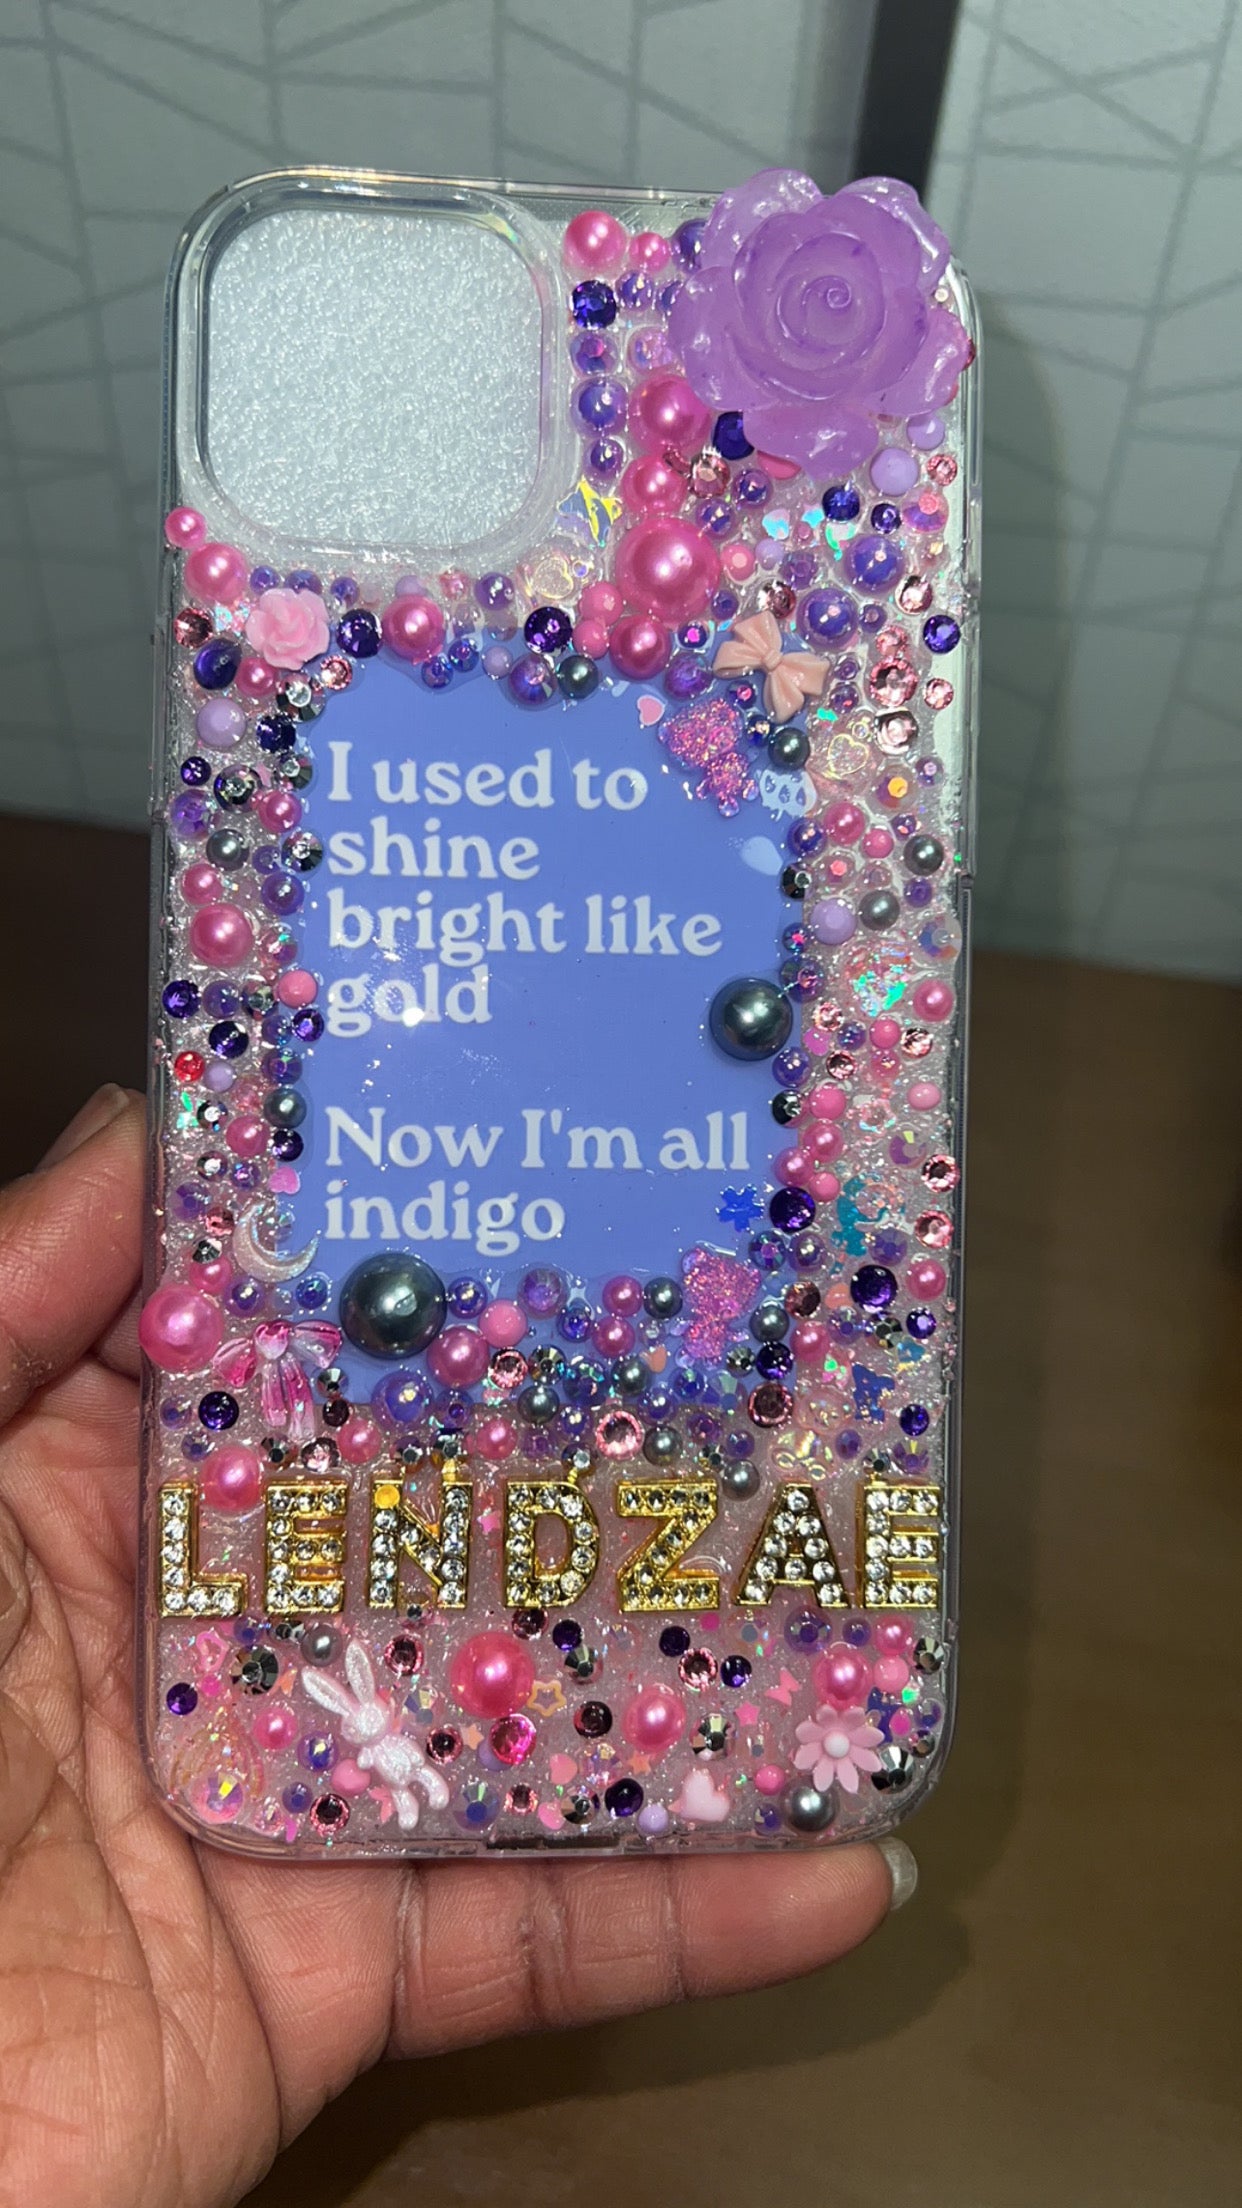 I used to
shine
bright like
gold
Now I'm all
indigo
LENDZAE